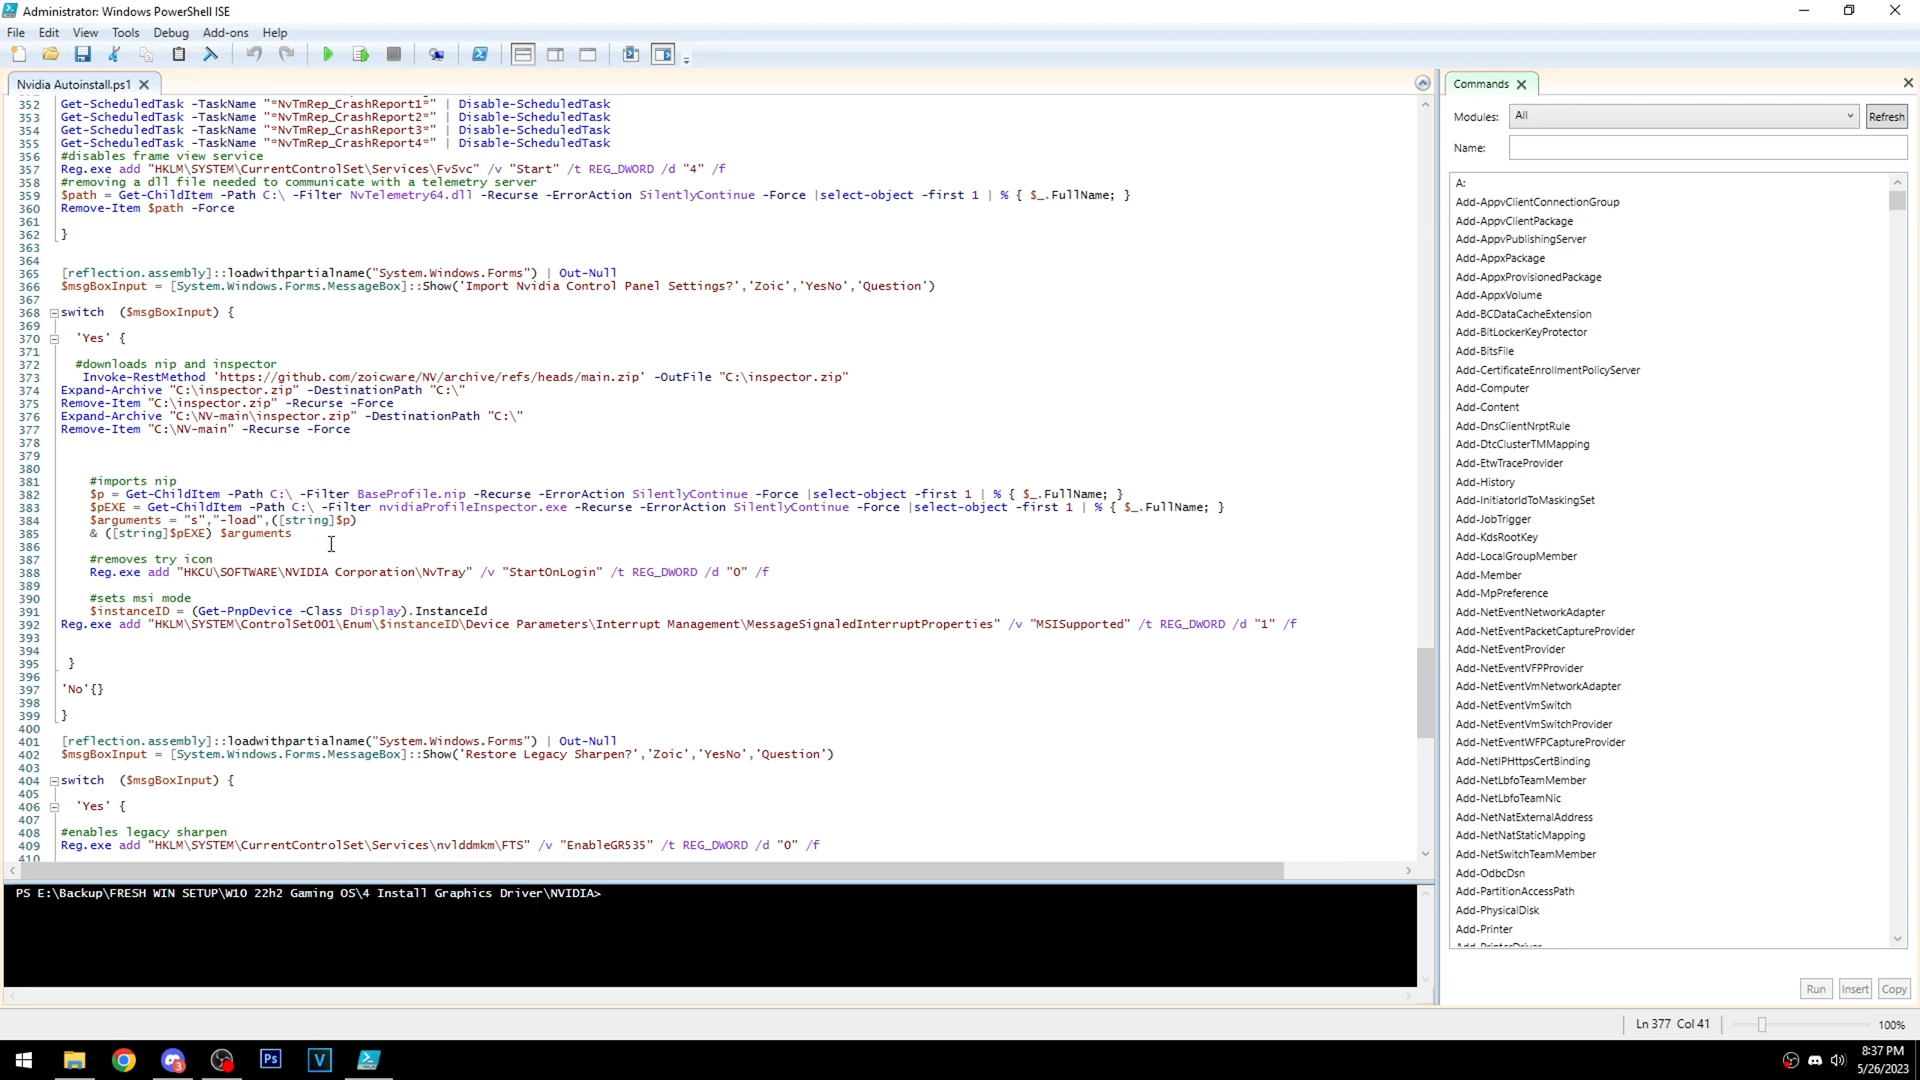 Administrator: Windows PowerShell ISE
File Edit View Tools Debug Add-ons Help
Nvidia Autoinstall.ps1
352 Get-ScheduledTask -TaskName "*NvTmRep_CrashReport1*" | Disable-ScheduledTask
353 Get-ScheduledTask -TaskName "*NvTmRep_CrashReport2*" | Disable-ScheduledTask
354 Get-ScheduledTask -TaskName "*NvTmRep_CrashReport3*" | Disable-ScheduledTask
355 Get-ScheduledTask -TaskName "*NvTmRep_CrashReport4*" | Disable-ScheduledTask
356 #disables frame view service
357 Reg.exe add "HKLM\SYSTEM\CurrentControlSet\Services\FvSvc" /v "Start" /t REG_DWORD /d "4" /f
358 #removing a dll file needed to communicate with a telemetry server
359 $path = Get-ChildItem -Path C:\ -Filter NvTelemetry64.dll -Recurse -ErrorAction SilentlyContinue -Force |select-object -first 1 | % { $_.FullName; }
360 Remove-Item $path -Force
361
362 }
363
364
365 [reflection.assembly]::loadwithpartialname("System.Windows.Forms") | Out-Null
366 $msgBoxInput = [System.Windows.Forms.MessageBox]::Show('Import Nvidia Control Panel Settings?','Zoic','YesNo','Question')
367
368 switch ($msgBoxInput) {
369
370 'Yes' {
371
372 #downloads nip and inspector
373 Invoke-RestMethod 'https://github.com/zoicware/NV/archive/refs/heads/main.zip' -OutFile "C:\inspector.zip"
374 Expand-Archive "C:\inspector.zip" -DestinationPath "C:\"
375 Remove-Item "C:\inspector.zip" -Recurse -Force
376 Expand-Archive "C:\NV-main\inspector.zip" -DestinationPath "C:\"
377 Remove-Item "C:\NV-main" -Recurse -Force
378
379
380
381 #imports nip
382 $p = Get-ChildItem -Path C:\ -Filter BaseProfile.nip -Recurse -ErrorAction SilentlyContinue -Force |select-object -first 1 | % { $_.FullName; }
383 $pEXE = Get-ChildItem -Path C:\ -Filter nvidiaProfileInspector.exe -Recurse -ErrorAction SilentlyContinue -Force |select-object -first 1 | % { $_.FullName; }
384 $arguments = "s","-load",([string]$p)
385 & ([string]$pEXE) $arguments
386
387 #removes try icon
388 Reg.exe add "HKCU\SOFTWARE\NVIDIA Corporation\NvTray" /v "StartOnLogin" /t REG_DWORD /d "0" /f
389
390 #sets msi mode
391 $instanceID = (Get-PnpDevice -Class Display).InstanceId
392 Reg.exe add "HKLM\SYSTEM\ControlSet001\Enum\$instanceID\Device Parameters\Interrupt Management\MessageSignaledInterruptProperties" /v "MSISupported" /t REG_DWORD /d "1" /f
393
394
395 }
396
397 'No'{}
398
399 }
400
401 [reflection.assembly]::loadwithpartialname("System.Windows.Forms") | Out-Null
402 $msgBoxInput = [System.Windows.Forms.MessageBox]::Show('Restore Legacy Sharpen?','Zoic','YesNo','Question')
403
404 switch ($msgBoxInput) {
405
406 'Yes' {
407
408 #enables legacy sharpen
409 Reg.exe add "HKLM\SYSTEM\CurrentControlSet\Services\nvlddmkm\FTS" /v "EnableGR535" /t REG_DWORD /d "0" /f
410
PS E:\Backup\FRESH WIN SETUP\W10 22h2 Gaming OS\4 Install Graphics Driver\NVIDIA>
Commands
Modules: All Refresh
Name:
A:
Add-AppvClientConnectionGroup
Add-AppvClientPackage
Add-AppvPublishingServer
Add-AppxPackage
Add-AppxProvisionedPackage
Add-AppxVolume
Add-BCDataCacheExtension
Add-BitLockerKeyProtector
Add-BitsFile
Add-CertificateEnrollmentPolicyServer
Add-Computer
Add-Content
Add-DnsClientNrptRule
Add-DtcClusterTMMapping
Add-EtwTraceProvider
Add-History
Add-InitiatorIdToMaskingSet
Add-JobTrigger
Add-KdsRootKey
Add-LocalGroupMember
Add-Member
Add-MpPreference
Add-NetEventNetworkAdapter
Add-NetEventPacketCaptureProvider
Add-NetEventProvider
Add-NetEventVFPProvider
Add-NetEventVmNetworkAdapter
Add-NetEventVmSwitch
Add-NetEventVmSwitchProvider
Add-NetEventWFPCaptureProvider
Add-NetIPHttpsCertBinding
Add-NetLbfoTeamMember
Add-NetLbfoTeamNic
Add-NetNatExternalAddress
Add-NetNatStaticMapping
Add-NetSwitchTeamMember
Add-OdbcDsn
Add-PartitionAccessPath
Add-PhysicalDisk
Add-Printer
Add-PrinterDriver
Run Insert Copy
Ln 377 Col 41 100%
Ps V
3
8:37 PM
5/26/2023